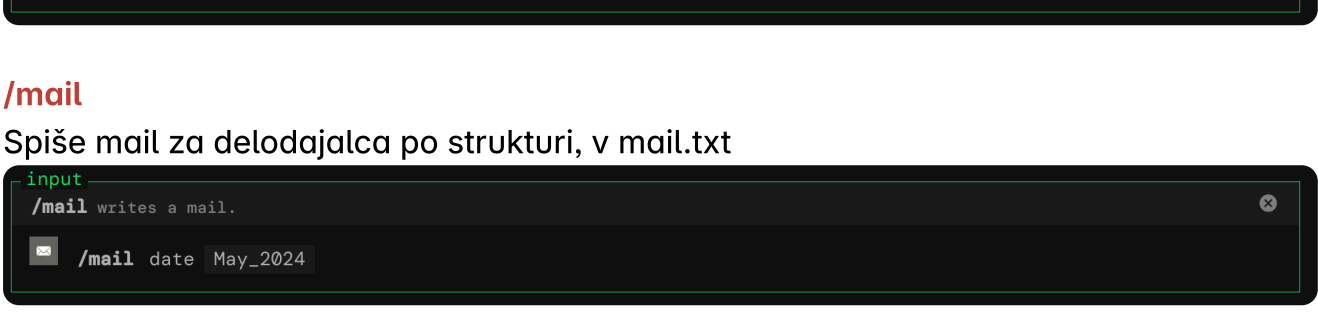 /mail
Spiše mail za delodajalca po strukturi, v mail.txt
input
/mail writes a mail.
/mail date May_2024